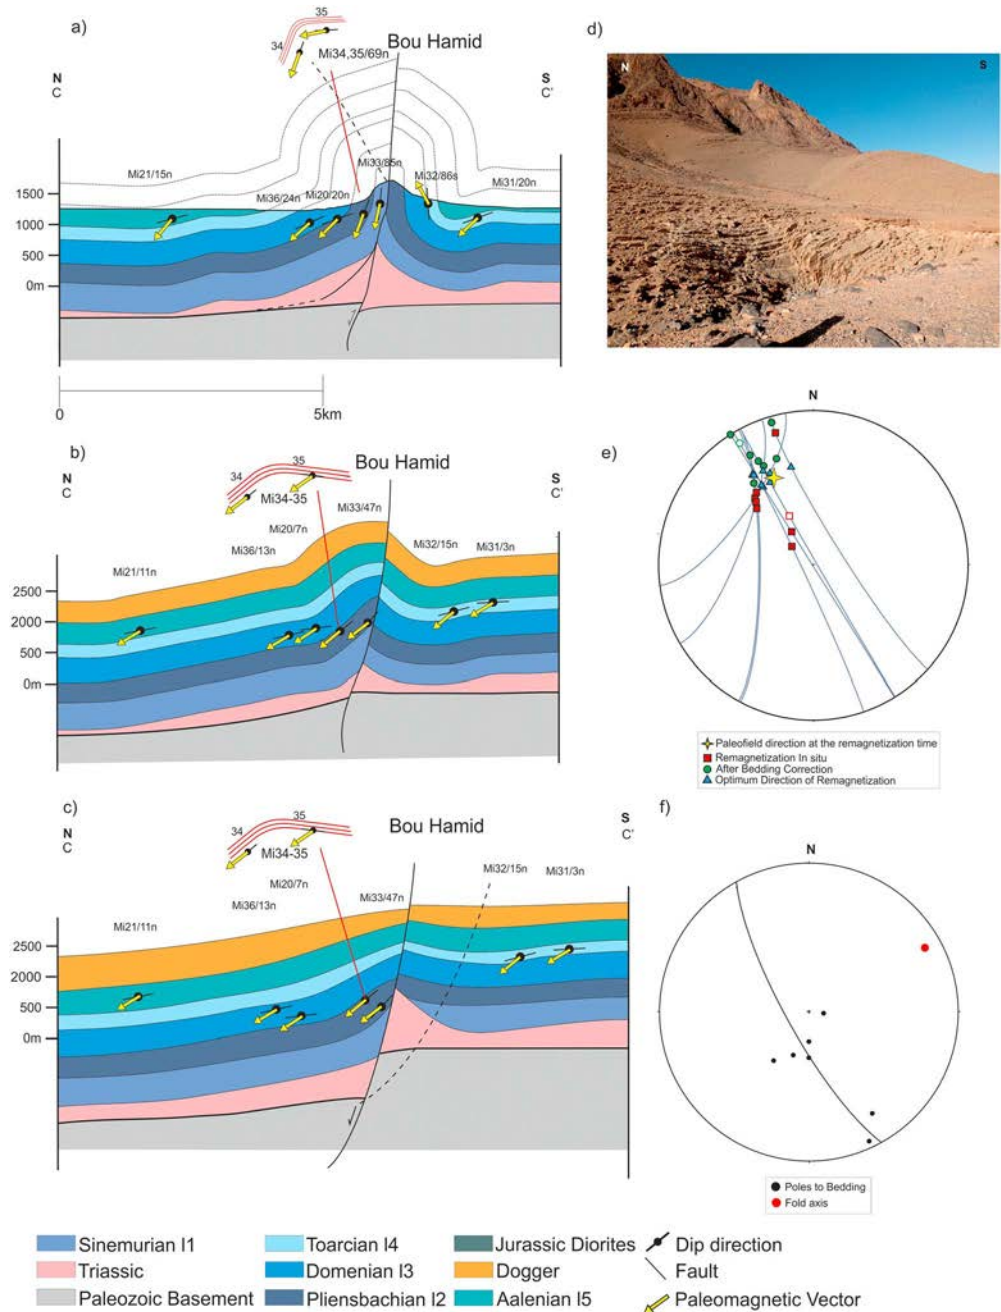 a)
35
34
Mi34,35/69n
Bou Hamid
N
C
S
C'
Mi21/15n
Mi36/24n
Mi20/20n
Mi33/85n
Mi32/86s
Mi31/20n
1500
1000
500
0m
0
5km
d)
N
S
b)
35
34
Mi34-35
Bou Hamid
N
C
S
C'
Mi33/47n
Mi20/7n
Mi36/13n
Mi21/11n
Mi32/15n
Mi31/3n
2500
2000
500
0m
e)
N
Paleofield direction at the remagnetization time
Remagnetization In situ
After Bedding Correction
Optimum Direction of Remagnetization
c)
35
34
Mi34-35
Bou Hamid
N
C
S
C'
Mi20/7n
Mi36/13n
Mi33/47n
Mi21/11n
Mi32/15n
Mi31/3n
2500
2000
500
0m
f)
N
Poles to Bedding
Fold axis
Sinemurian I1
Toarcian I4
Jurassic Diorites
Dip direction
Triassic
Domenian I3
Dogger
Fault
Paleozoic Basement
Pliensbachian I2
Aalenian I5
Paleomagnetic Vector